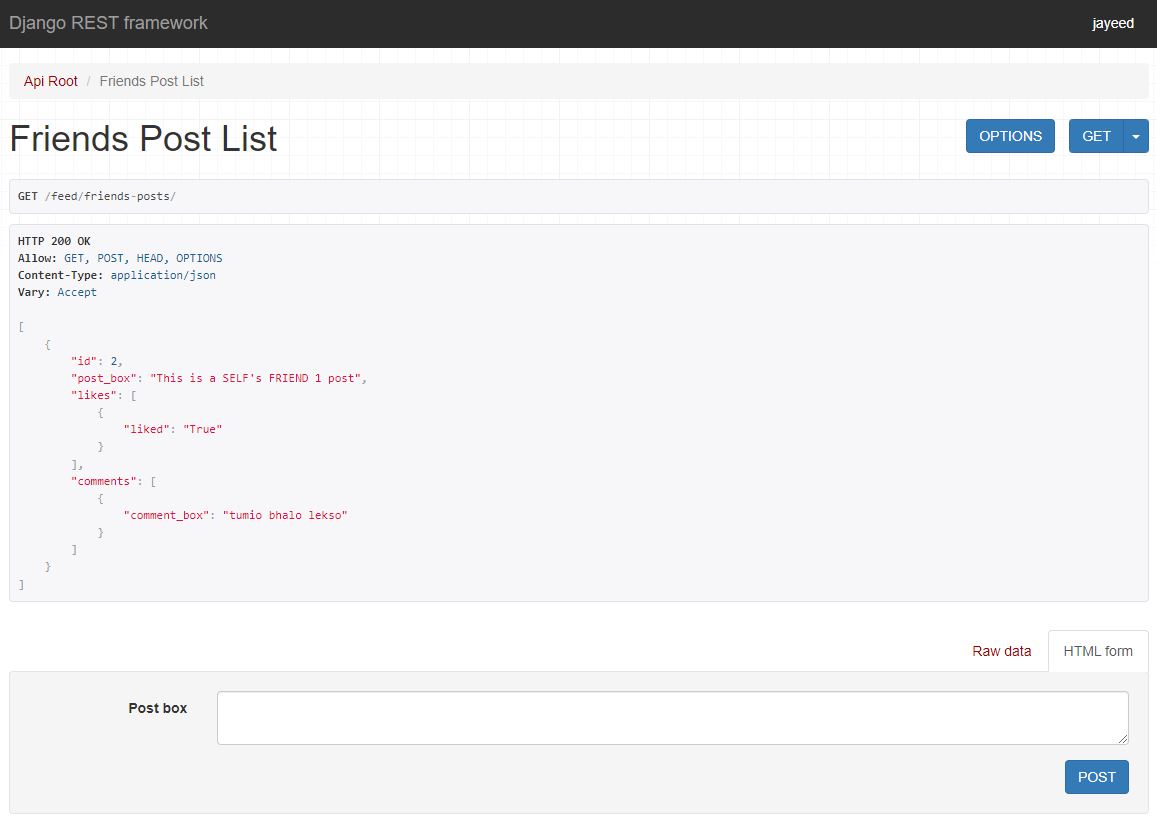 Django REST framework jayeed
Api Root / Friends Post List
Friends Post List OPTIONS GET
GET /feed/friends-posts/
HTTP 200 OK
Allow: GET, POST, HEAD, OPTIONS
Content-Type: application/json
Vary: Accept
[
{
"id": 2,
"post_box": "This is a SELF's FRIEND 1 post",
"likes": [
{
"liked": "True"
}
],
"comments": [
{
"comment_box": "tumio bhalo lekso"
}
]
}
]
Raw data HTML form
Post box
POST